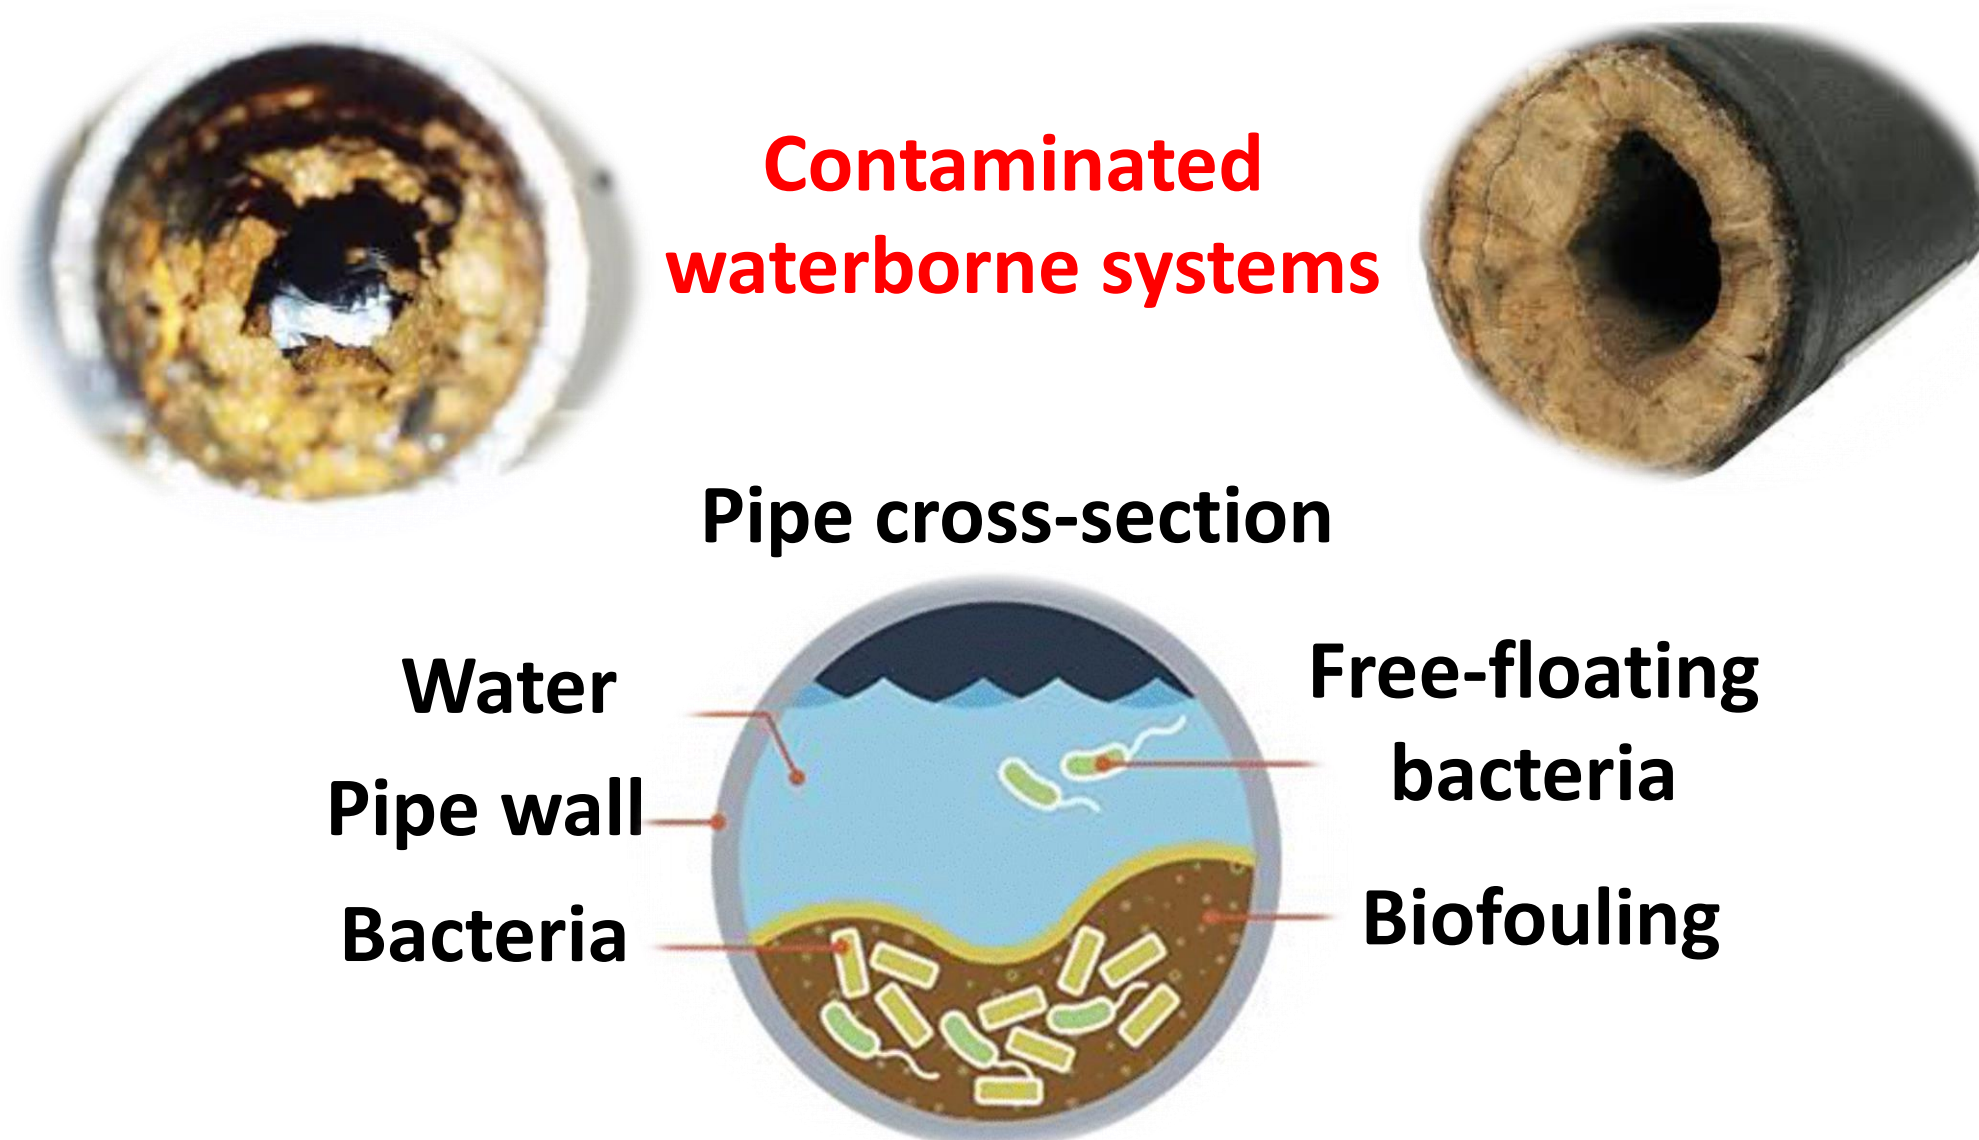 Contaminated
waterborne systems
Pipe cross-section
Water
Pipe wall
Bacteria
Free-floating
bacteria
Biofouling